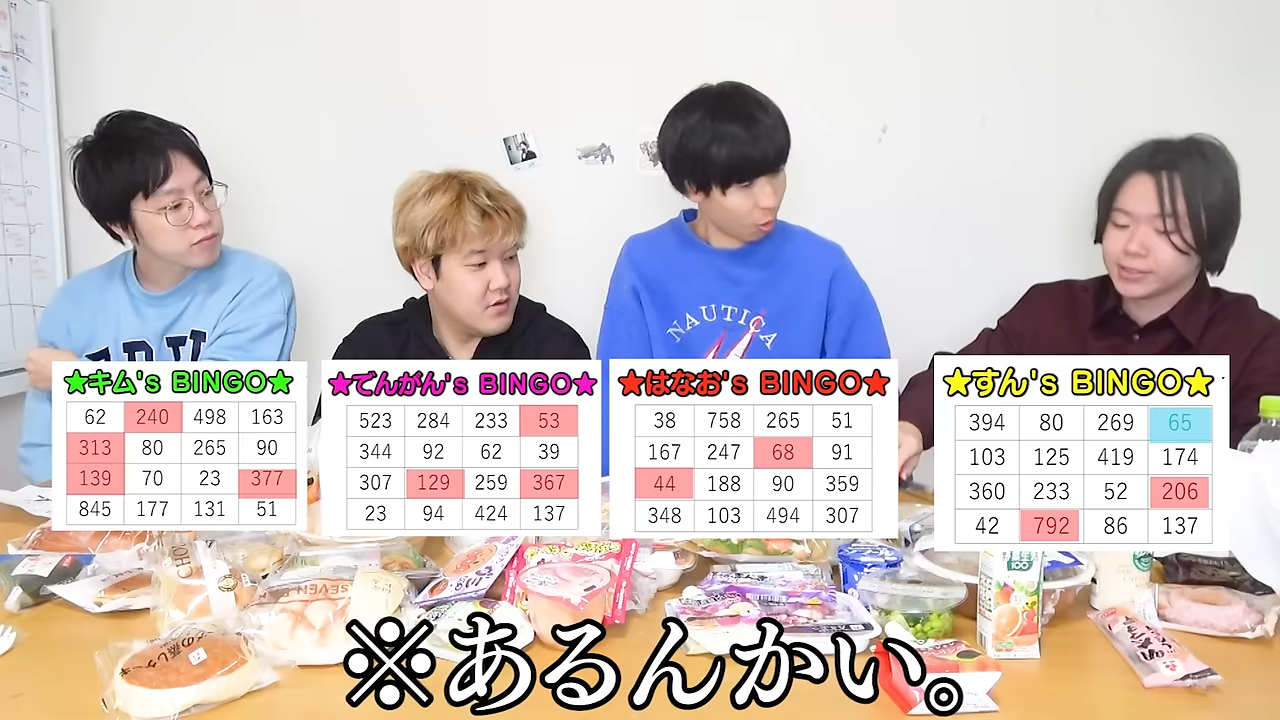 NAUTICA
★キム's BINGO★
62 240 498 163
313 80 265 90
139 70 23 377
845 177 131 51
★でんがん's BINGO★
523 284 233 53
344 92 62 39
307 129 259 367
23 94 424 137
★はなお's BINGO★
38 758 265 51
167 247 68 91
44 188 90 359
348 103 494 307
★すん's BINGO★
394 80 269 65
103 125 419 174
360 233 52 206
42 792 86 137
※あるんかい。